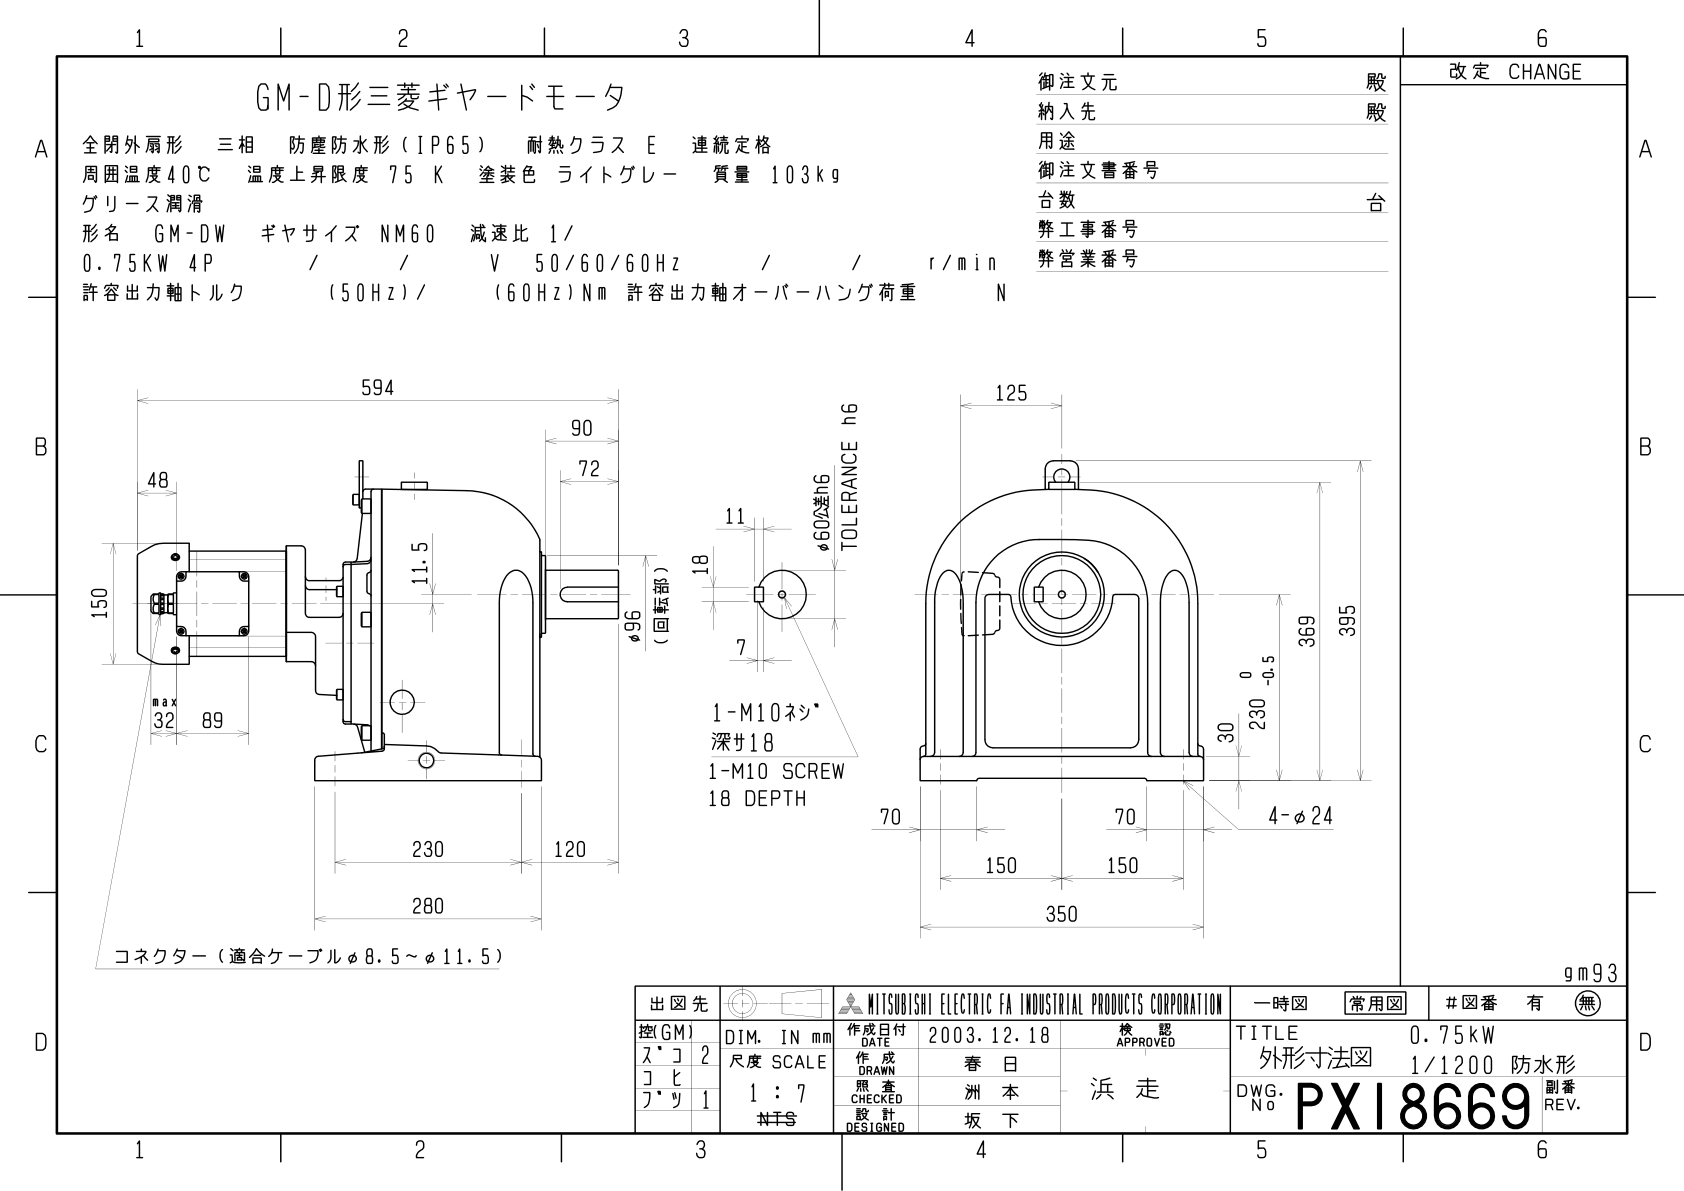 1 2 3 4 5 6
改定 CHANGE
GM-D形三菱ギヤードモータ
全閉外扇形 三相 防塵防水形(IP65) 耐熱クラス E 連続定格
周囲温度40℃ 温度上昇限度 75 K 塗装色 ライトグレー 質量 103kg
グリース潤滑
形名 GM-DW ギヤサイズ NM60 減速比 1/
0.75KW 4P / / V 50/60/60Hz / / r/min
許容出力軸トルク (50Hz)/ (60Hz)Nm 許容出力軸オーバーハング荷重 N
御注文元 殿
納入先 殿
用途
御注文書番号
台数 台
弊工事番号
弊営業番号
A A
B B
C C
D D
594
90
72
48
150
11.5
φ96
(回転部)
max
32 89
230 120
280
コネクター(適合ケーブルφ8.5~φ11.5)
11
18
7
φ60公差h6
TOLERANCE h6
1-M10ネジ
深サ18
1-M10 SCREW
18 DEPTH
125
395
369
230 0 -0.5
30
70 70
4-φ24
150 150
350
gm93
出図先
控(GM)
ズコ 2
コピ
ブツ 1
DIM. IN mm
尺度 SCALE
1 : 7
NTS
MITSUBISHI ELECTRIC FA INDUSTRIAL PRODUCTS CORPORATION
作成日付 DATE 2003.12.18
作成 DRAWN 春日
照査 CHECKED 洲本
設計 DESIGNED 坂下
検認 APPROVED
浜走
一時図 常用図 #図番 有 無
TITLE 0.75kW
外形寸法図 1/1200 防水形
DWG. No PX18669 副番 REV.
1 2 3 4 5 6